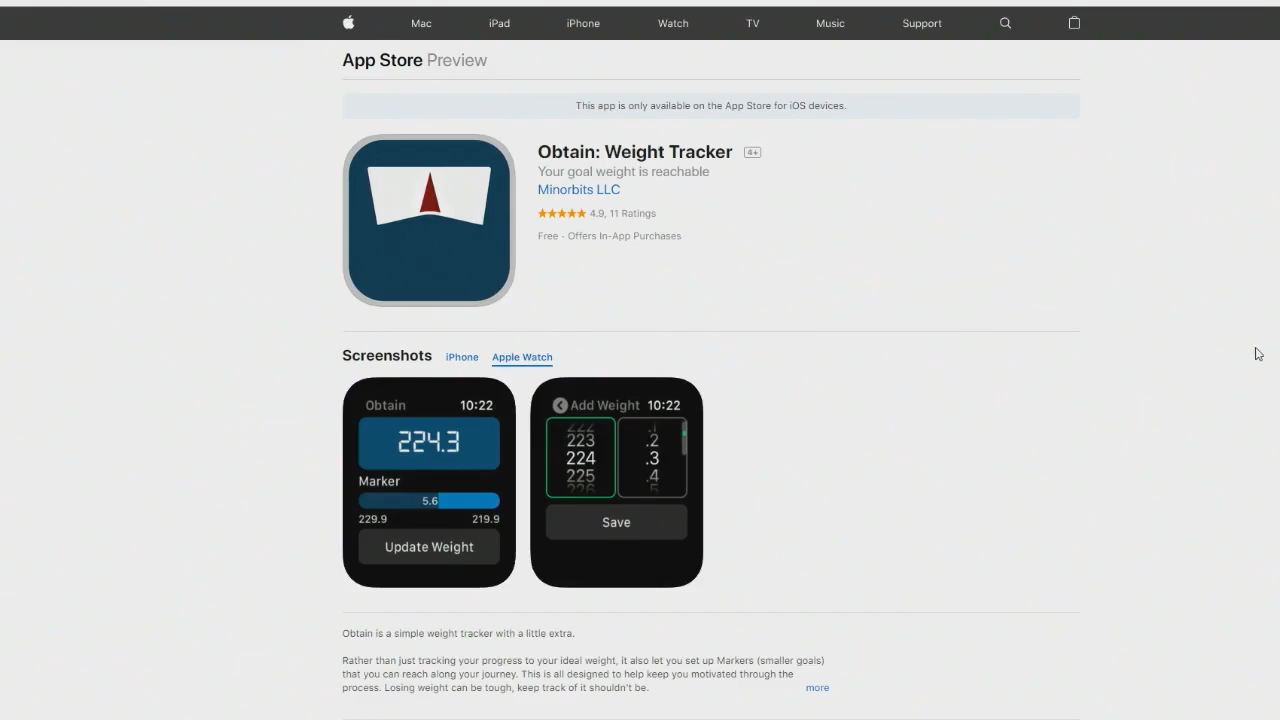 Mac iPad iPhone Watch TV Music Support
App Store Preview
This app is only available on the App Store for iOS devices.
Obtain: Weight Tracker 4+
Your goal weight is reachable
Minorbits LLC
4.9, 11 Ratings
Free · Offers In-App Purchases
Screenshots iPhone Apple Watch
Obtain 10:22
224.3
Marker
5.6
229.9 219.9
Update Weight
Add Weight 10:22
222 .1
223 .2
224 .3
225 .4
226 .5
Save
Obtain is a simple weight tracker with a little extra.
Rather than just tracking your progress to your ideal weight, it also let you set up Markers (smaller goals)
that you can reach along your journey. This is all designed to help keep you motivated through the
process. Losing weight can be tough, keep track of it shouldn't be.
more